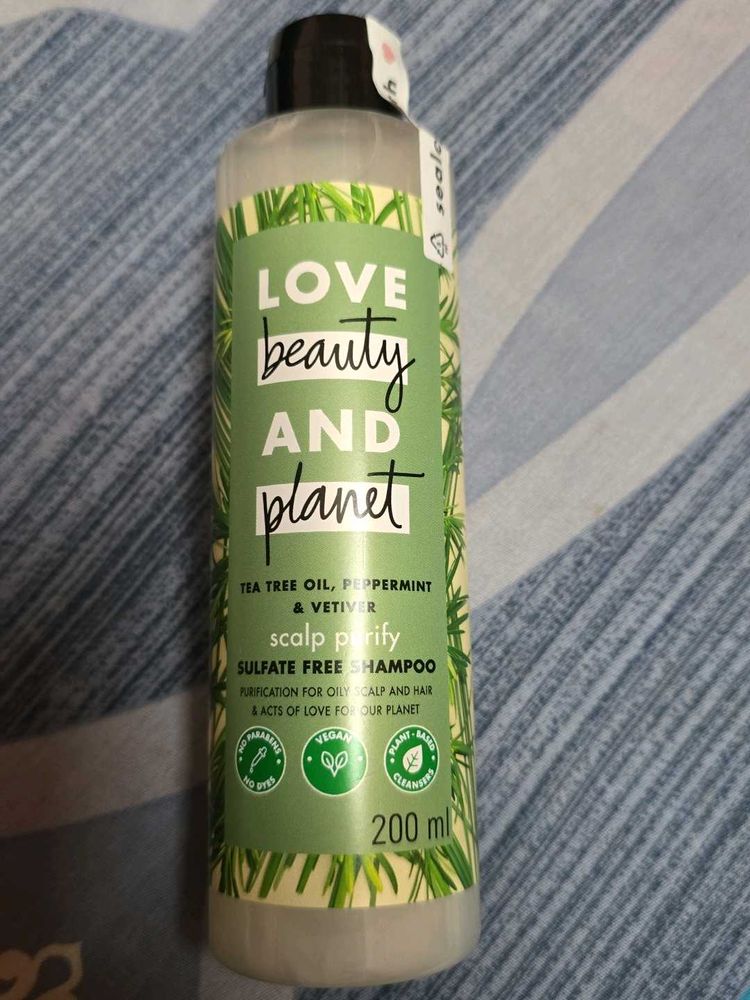 LOVE
beauty
AND
planet
TEA TREE OIL, PEPPERMINT
& VETIVER
scalp purify
SULFATE FREE SHAMPOO
PURIFICATION FOR OILY SCALP AND HAIR
& ACTS OF LOVE FOR OUR PLANET
NO PARABENS
NO DYES
VEGAN
PLANT-BASED
CLEANSERS
200 ml